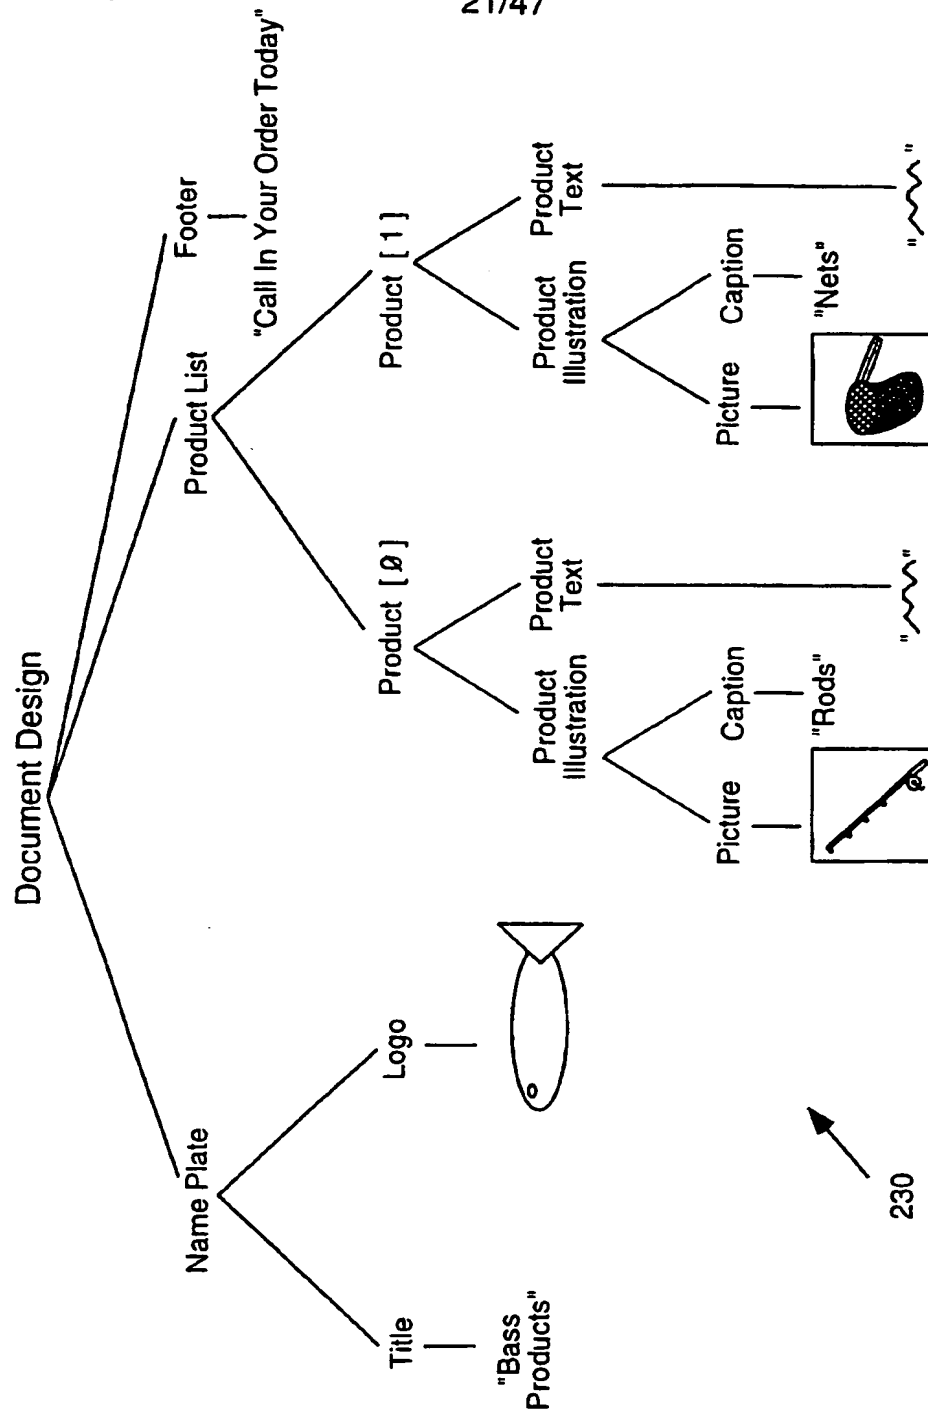 21/47
Document Design
Name Plate
Product List
Footer
"Call In Your Order Today"
Title
Logo
Product [0]
Product [1]
"Bass
Products"
Product
Illustration
Product
Text
Product
Illustration
Product
Text
Picture
Caption
Picture
Caption
"Rods"
"Nets"
230